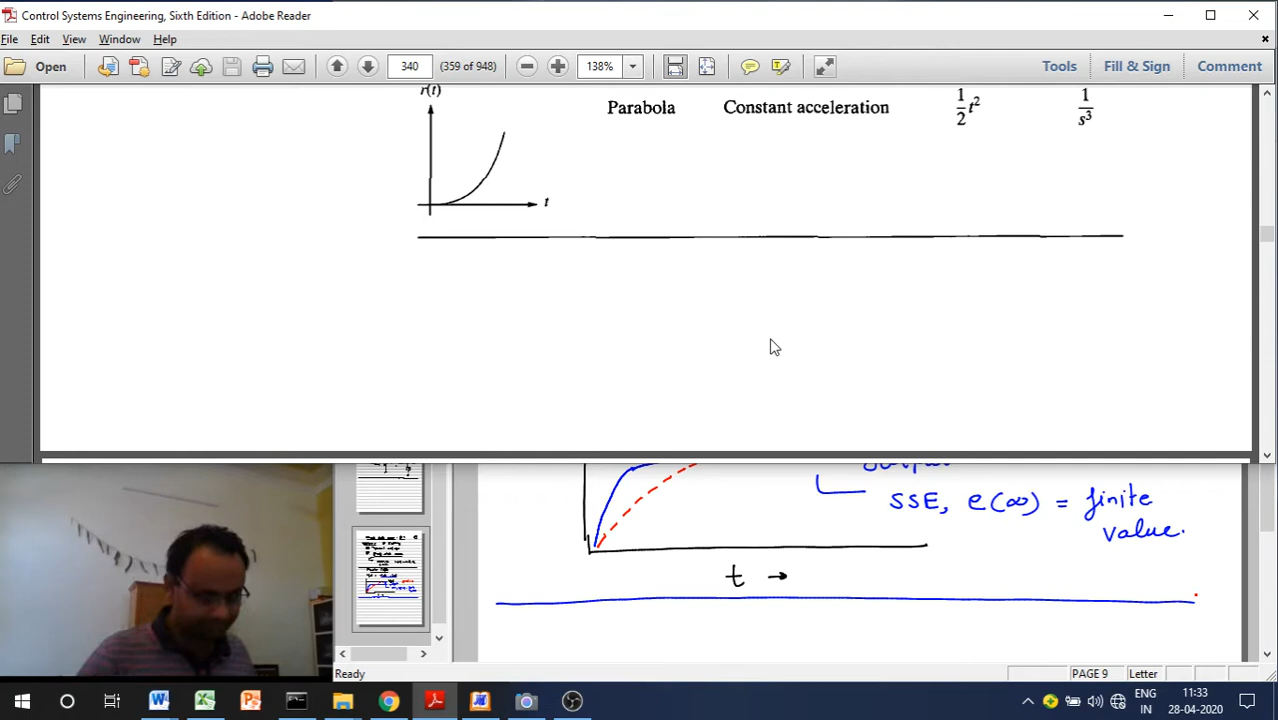 Control Systems Engineering, Sixth Edition - Adobe Reader
File Edit View Window Help
Open 340 (359 of 948) 138% Tools Fill & Sign Comment
r(t)
Parabola Constant acceleration 1/2 t² 1/s³
t
SSE, e(∞) = finite
value.
t →
Ready PAGE 9 Letter
ENG 11:33
IN 28-04-2020